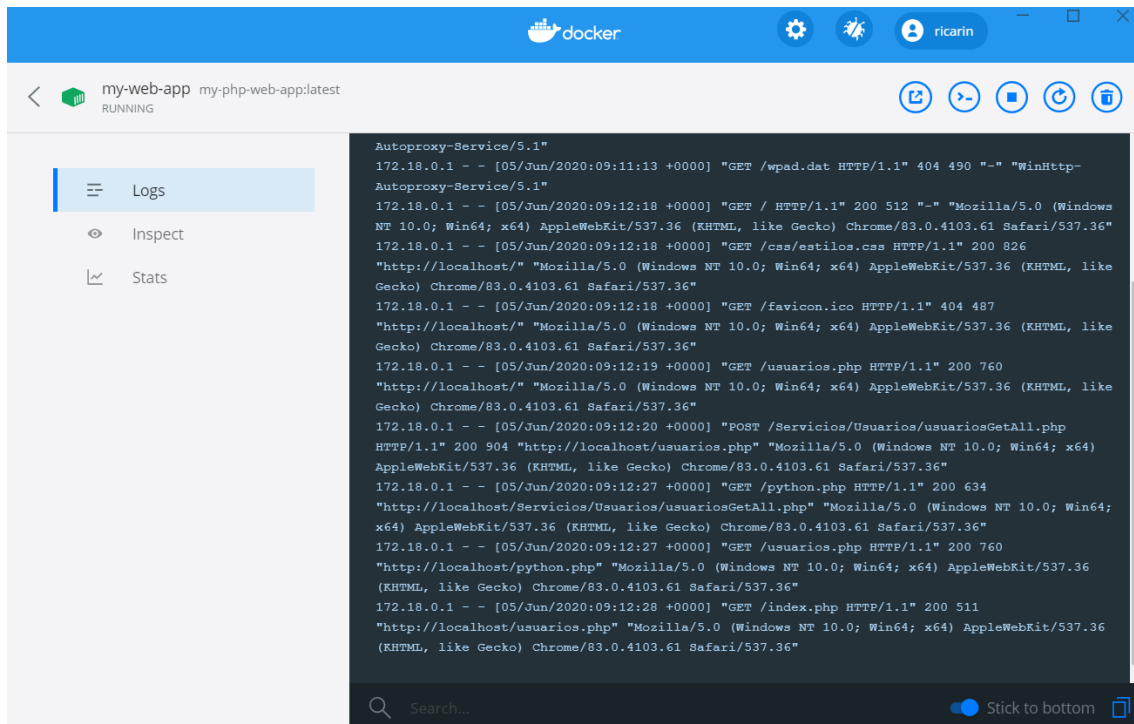 docker
ricarin
my-web-app my-php-web-app:latest
RUNNING
Logs
Inspect
Stats
Autoproxy-Service/5.1"
172.18.0.1 - - [05/Jun/2020:09:11:13 +0000] "GET /wpad.dat HTTP/1.1" 404 490 "-" "WinHttp-
Autoproxy-Service/5.1"
172.18.0.1 - - [05/Jun/2020:09:12:18 +0000] "GET / HTTP/1.1" 200 512 "-" "Mozilla/5.0 (Windows
NT 10.0; Win64; x64) AppleWebKit/537.36 (KHTML, like Gecko) Chrome/83.0.4103.61 Safari/537.36"
172.18.0.1 - - [05/Jun/2020:09:12:18 +0000] "GET /css/estilos.css HTTP/1.1" 200 826
"http://localhost/" "Mozilla/5.0 (Windows NT 10.0; Win64; x64) AppleWebKit/537.36 (KHTML, like
Gecko) Chrome/83.0.4103.61 Safari/537.36"
172.18.0.1 - - [05/Jun/2020:09:12:18 +0000] "GET /favicon.ico HTTP/1.1" 404 487
"http://localhost/" "Mozilla/5.0 (Windows NT 10.0; Win64; x64) AppleWebKit/537.36 (KHTML, like
Gecko) Chrome/83.0.4103.61 Safari/537.36"
172.18.0.1 - - [05/Jun/2020:09:12:19 +0000] "GET /usuarios.php HTTP/1.1" 200 760
"http://localhost/" "Mozilla/5.0 (Windows NT 10.0; Win64; x64) AppleWebKit/537.36 (KHTML, like
Gecko) Chrome/83.0.4103.61 Safari/537.36"
172.18.0.1 - - [05/Jun/2020:09:12:20 +0000] "POST /Servicios/Usuarios/usuariosGetAll.php
HTTP/1.1" 200 904 "http://localhost/usuarios.php" "Mozilla/5.0 (Windows NT 10.0; Win64; x64)
AppleWebKit/537.36 (KHTML, like Gecko) Chrome/83.0.4103.61 Safari/537.36"
172.18.0.1 - - [05/Jun/2020:09:12:27 +0000] "GET /python.php HTTP/1.1" 200 634
"http://localhost/Servicios/Usuarios/usuariosGetAll.php" "Mozilla/5.0 (Windows NT 10.0; Win64;
x64) AppleWebKit/537.36 (KHTML, like Gecko) Chrome/83.0.4103.61 Safari/537.36"
172.18.0.1 - - [05/Jun/2020:09:12:27 +0000] "GET /usuarios.php HTTP/1.1" 200 760
"http://localhost/python.php" "Mozilla/5.0 (Windows NT 10.0; Win64; x64) AppleWebKit/537.36
(KHTML, like Gecko) Chrome/83.0.4103.61 Safari/537.36"
172.18.0.1 - - [05/Jun/2020:09:12:28 +0000] "GET /index.php HTTP/1.1" 200 511
"http://localhost/usuarios.php" "Mozilla/5.0 (Windows NT 10.0; Win64; x64) AppleWebKit/537.36
(KHTML, like Gecko) Chrome/83.0.4103.61 Safari/537.36"
Search...
Stick to bottom